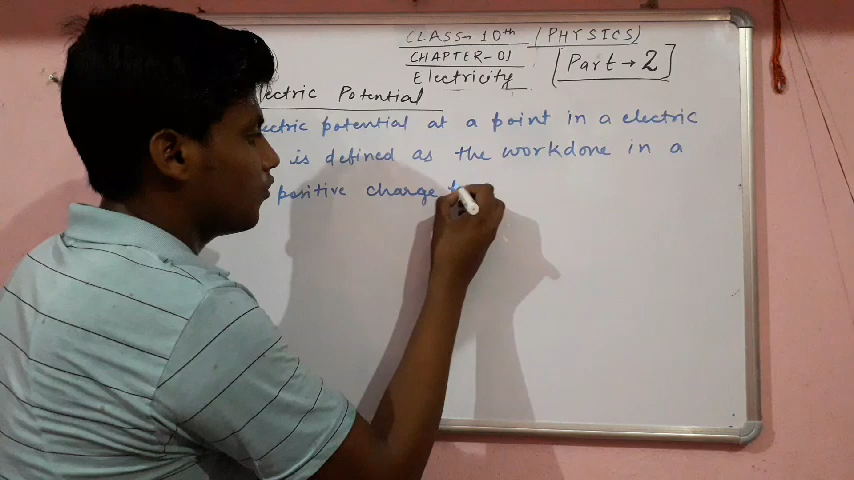 CLASS- 10th (PHYSICS)
CHAPTER-01
Electricity [Part → 2]
lectric Potential
ectric potential at a point in a electric
is defined as the workdone in a
positive charge